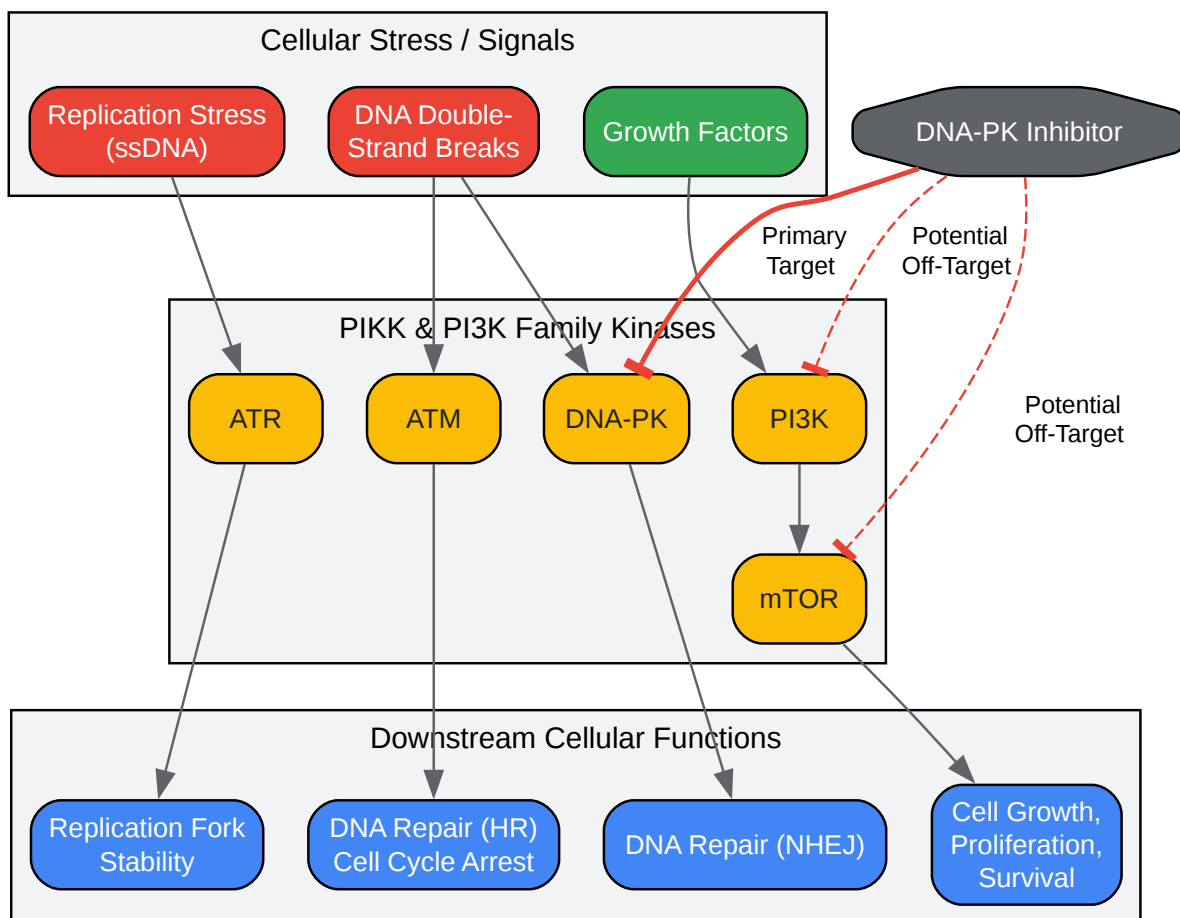 Cellular Stress / Signals
Replication Stress
(ssDNA)
DNA Double-
Strand Breaks
Growth Factors
DNA-PK Inhibitor
Primary
Target
Potential
Off-Target
PIKK & PI3K Family Kinases
ATR
ATM
DNA-PK
PI3K
Potential
Off-Target
mTOR
Downstream Cellular Functions
Replication Fork
Stability
DNA Repair (HR)
Cell Cycle Arrest
DNA Repair (NHEJ)
Cell Growth,
Proliferation,
Survival